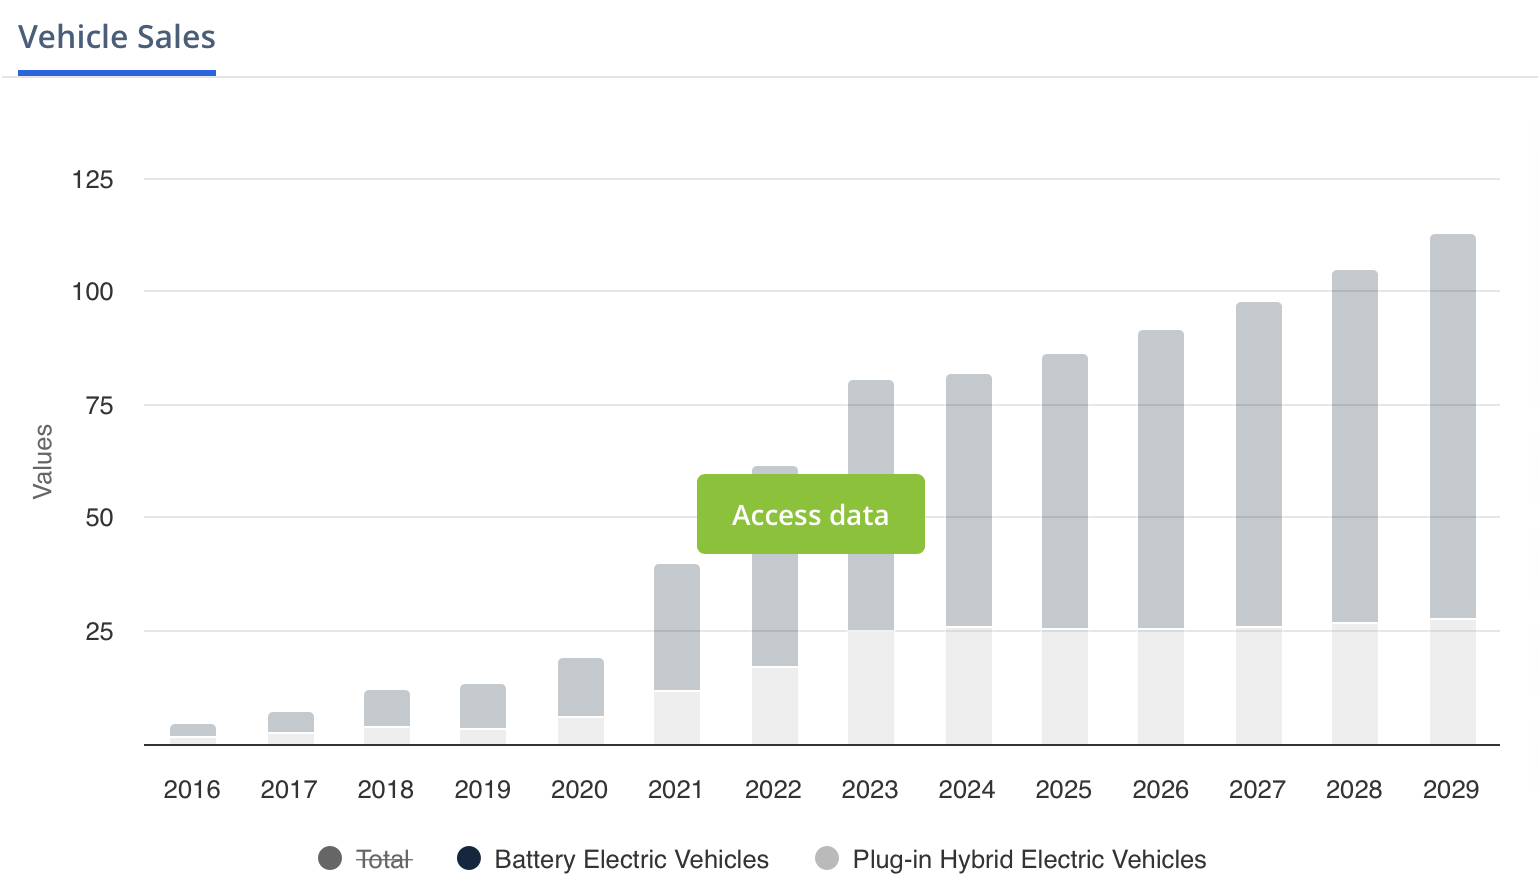 Vehicle Sales
125
100
75
50
25
Values
Access data
2016 2017 2018 2019 2020 2021 2022 2023 2024 2025 2026 2027 2028 2029
Total Battery Electric Vehicles Plug-in Hybrid Electric Vehicles